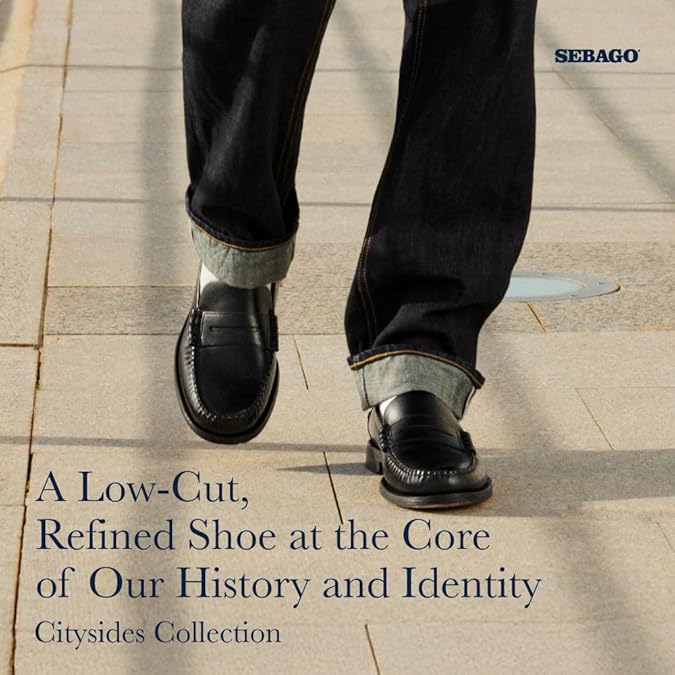 SEBAGO
A Low-Cut,
Refined Shoe at the Core
of Our History and Identity
Citysides Collection